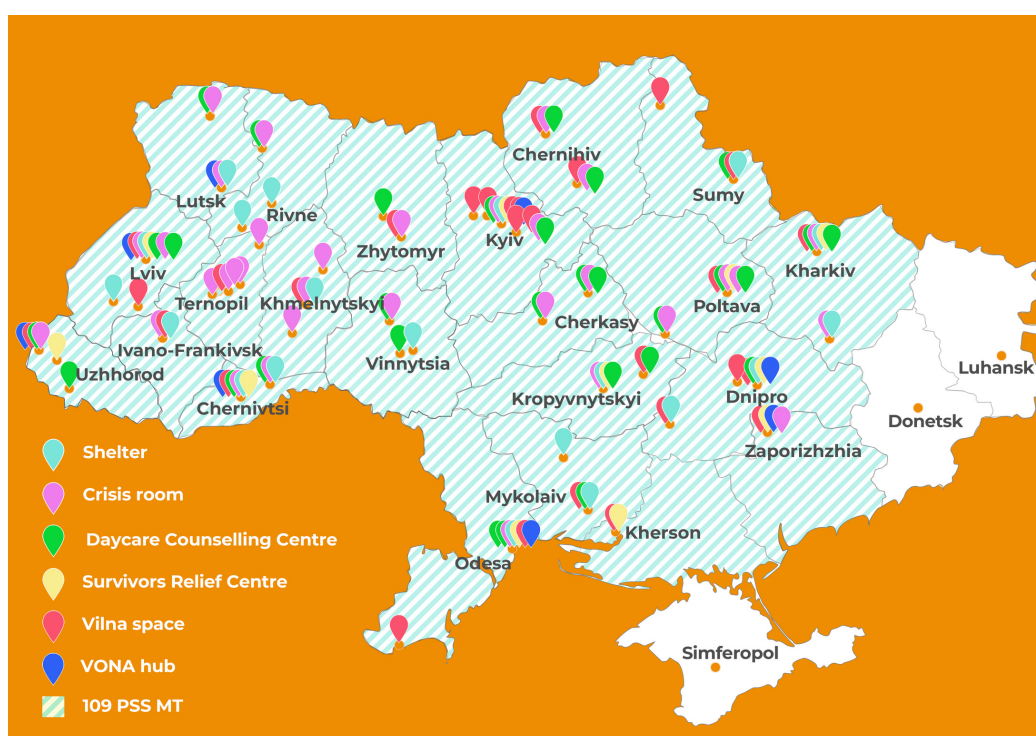 Chernihiv
Sumy
Lutsk
Rivne
Kyiv
Zhytomyr
Kharkiv
Lviv
Ternopil
Khmelnytskyi
Poltava
Cherkasy
Ivano-Frankivsk
Vinnytsia
Luhansk
Uzhhorod
Chernivtsi
Kropyvnytskyi
Dnipro
Donetsk
Zaporizhzhia
Mykolaiv
Kherson
Odesa
Simferopol
Shelter
Crisis room
Daycare Counselling Centre
Survivors Relief Centre
Vilna space
VONA hub
109 PSS MT